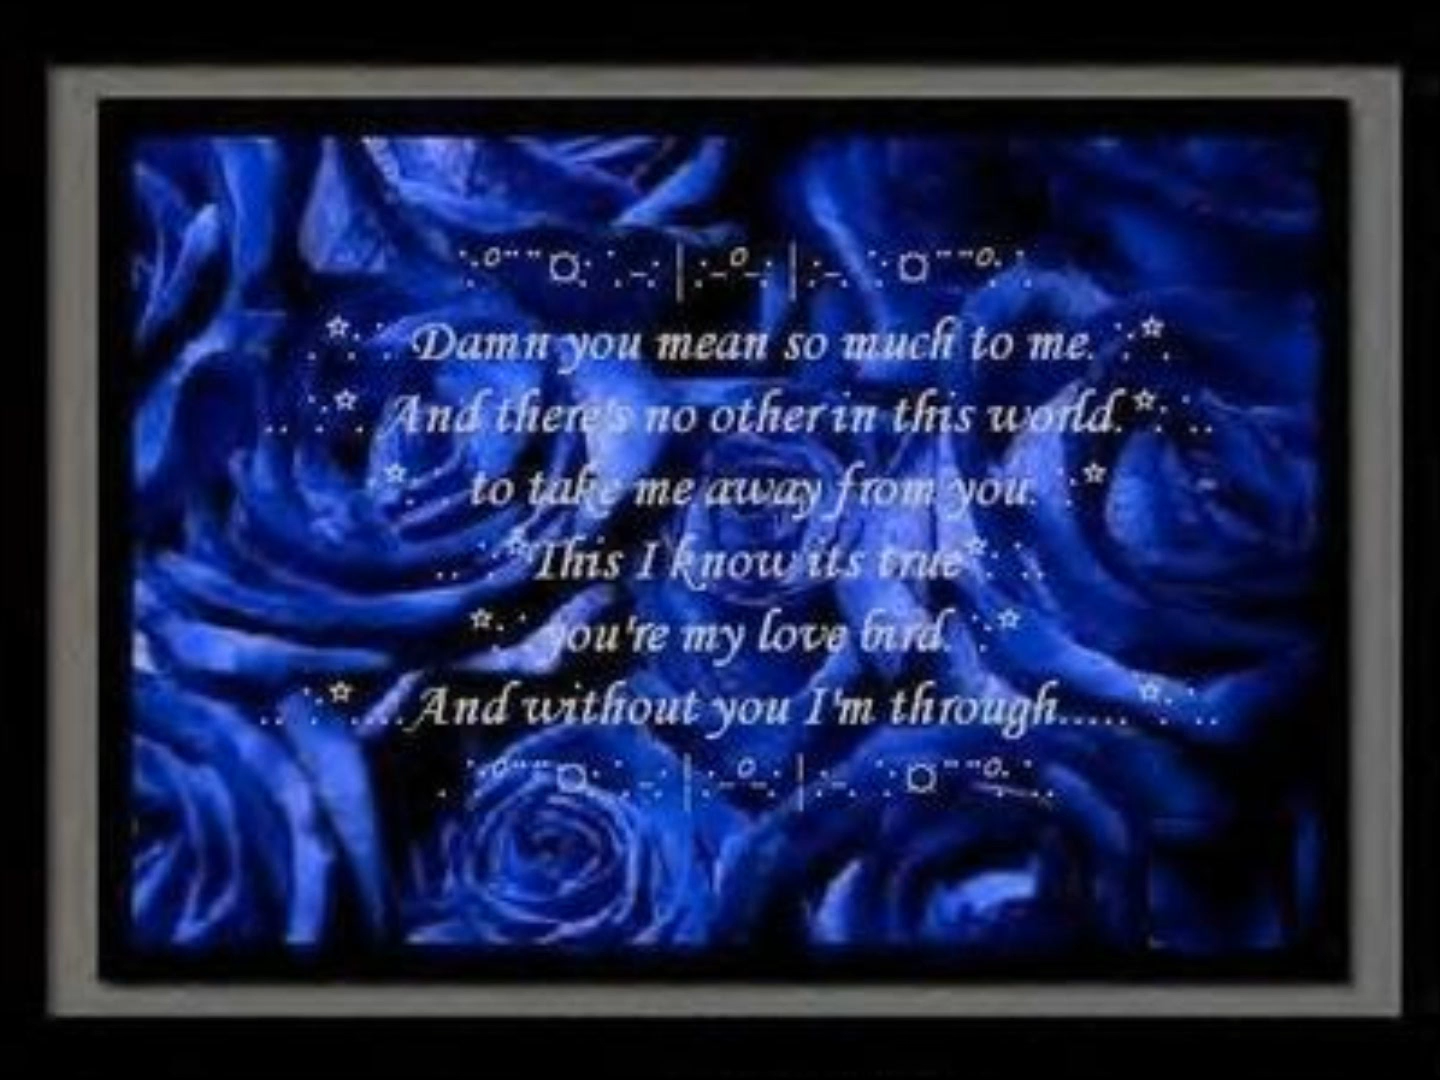 Damn you mean so much to me.
And there's no other in this world.
to take me away from you.
This I know its true
you're my love bird.
....And without you I'm through.....